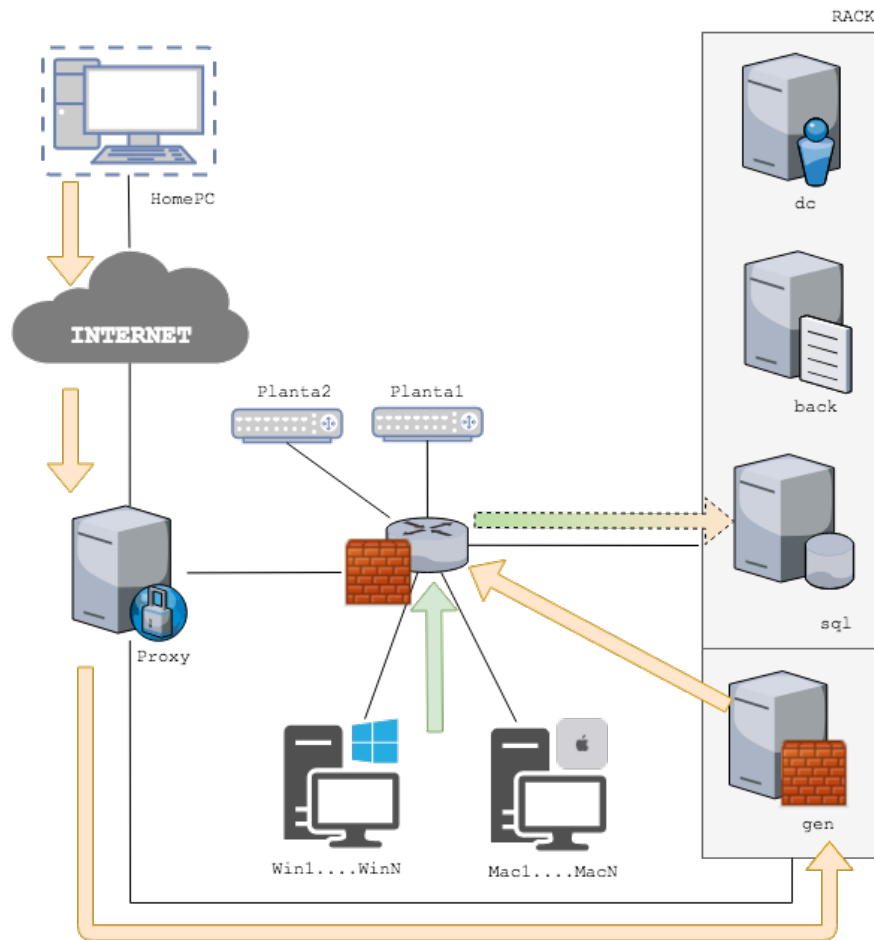 RACK
HomePC
dc
INTERNET
Planta2
Planta1
back
sql
Proxy
gen
Win1....WinN
Mac1....MacN